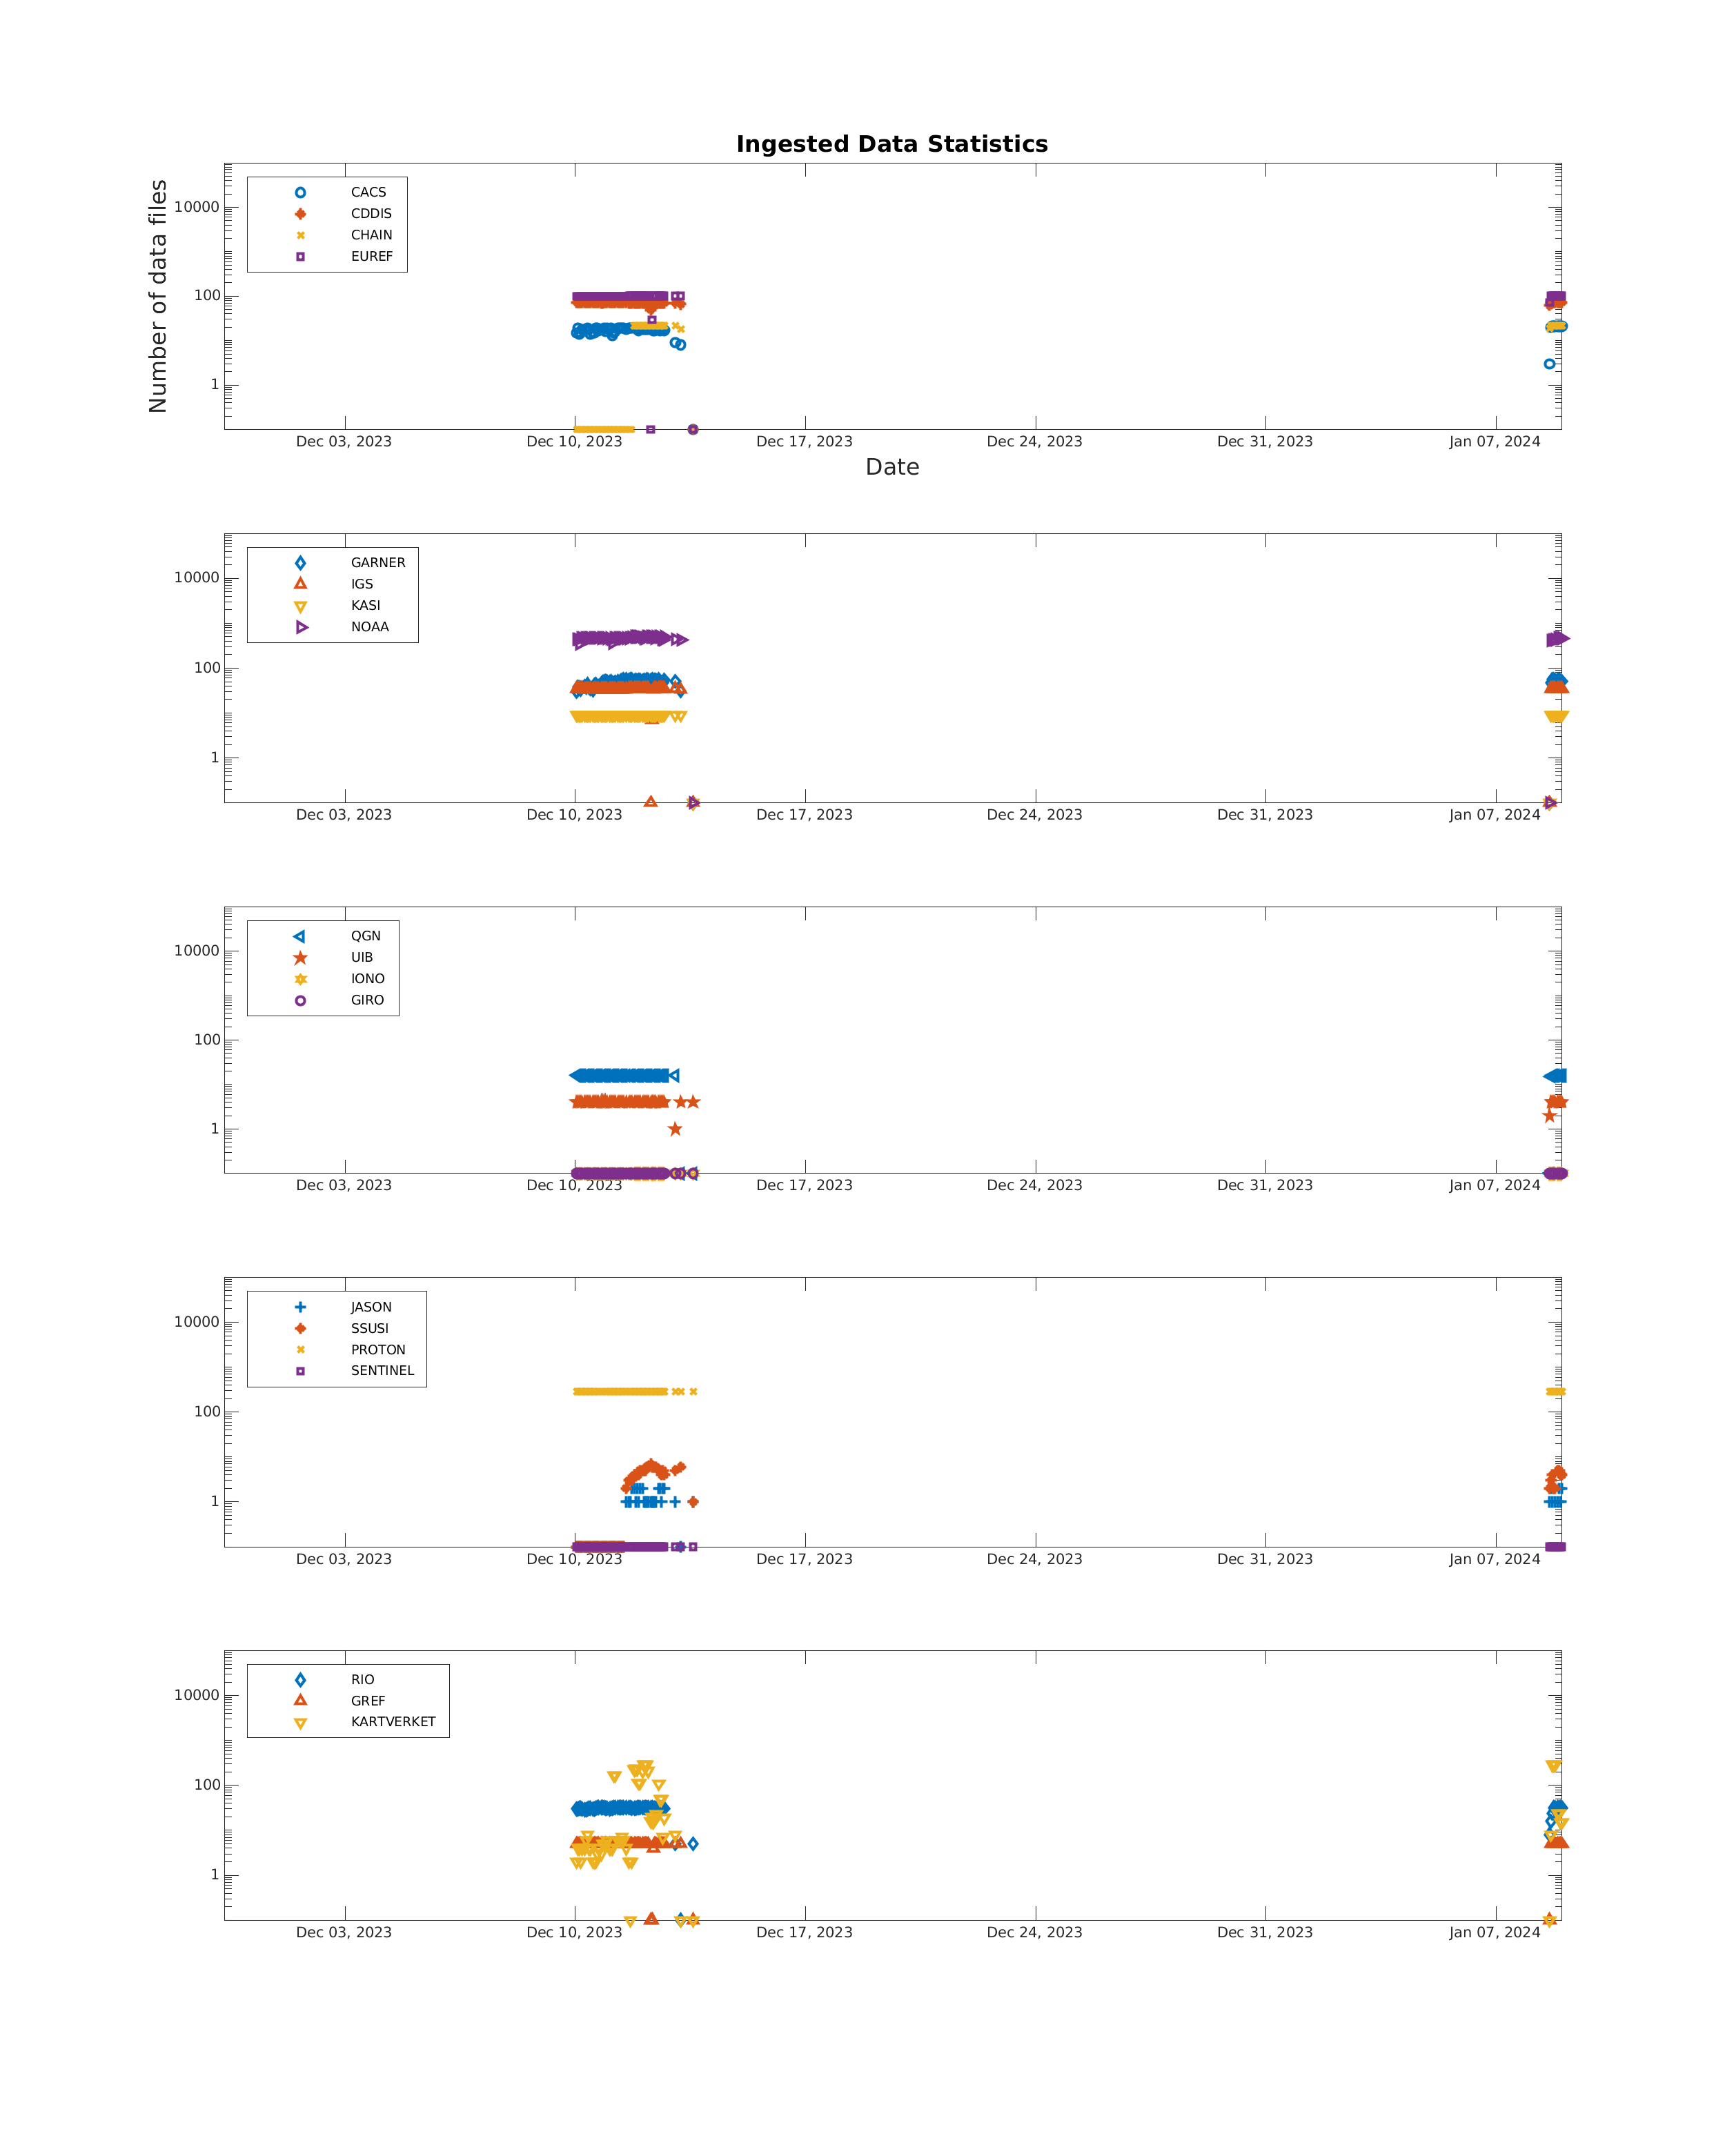 Ingested Data Statistics
Number of data files
10000
100
1
CACS
CDDIS
CHAIN
EUREF
Dec 03, 2023 Dec 10, 2023 Dec 17, 2023 Dec 24, 2023 Dec 31, 2023 Jan 07, 2024
Date
10000
100
1
GARNER
IGS
KASI
NOAA
Dec 03, 2023 Dec 10, 2023 Dec 17, 2023 Dec 24, 2023 Dec 31, 2023 Jan 07, 2024
10000
100
1
QGN
UIB
IONO
GIRO
Dec 03, 2023 Dec 10, 2023 Dec 17, 2023 Dec 24, 2023 Dec 31, 2023 Jan 07, 2024
10000
100
1
JASON
SSUSI
PROTON
SENTINEL
Dec 03, 2023 Dec 10, 2023 Dec 17, 2023 Dec 24, 2023 Dec 31, 2023 Jan 07, 2024
10000
100
1
RIO
GREF
KARTVERKET
Dec 03, 2023 Dec 10, 2023 Dec 17, 2023 Dec 24, 2023 Dec 31, 2023 Jan 07, 2024